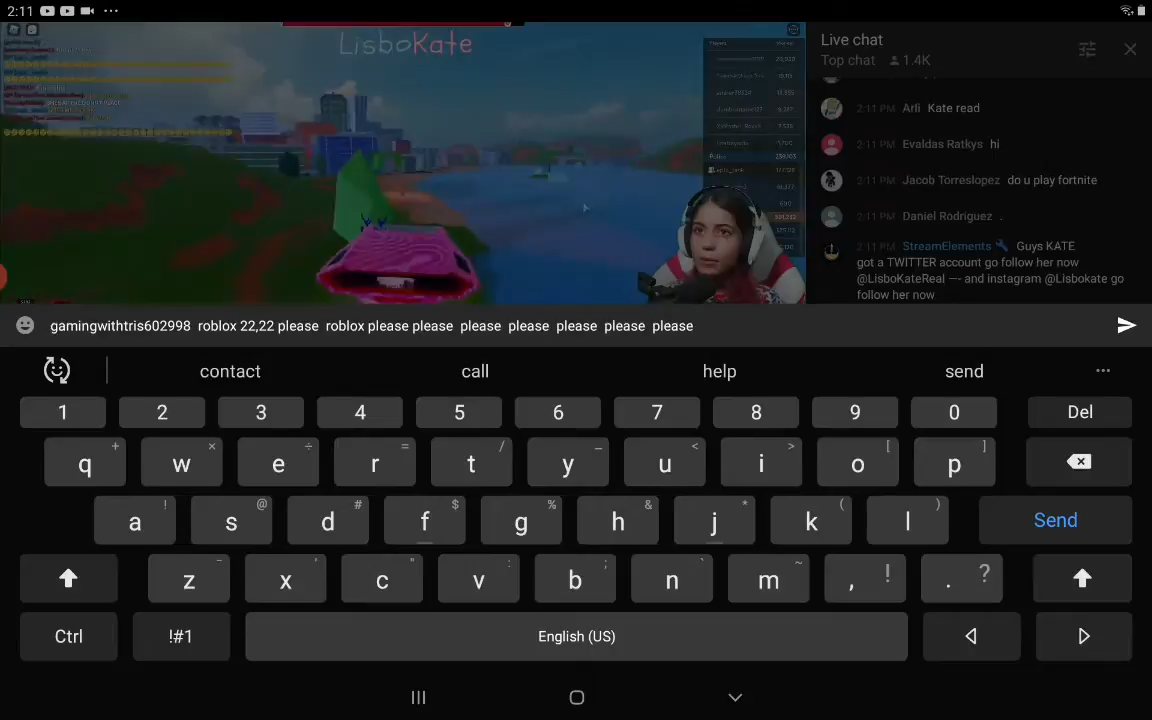 2:11
LisboKate
Live chat
Top chat 1.4K
2:11 PM Arli Kate read
2:11 PM Evaldas Ratkys hi
2:11 PM Jacob Torreslopez do u play fortnite
2:11 PM Daniel Rodriguez .
2:11 PM StreamElements Guys KATE
got a TWITTER account go follow her now
@LisboKateReal —- and instagram @Lisbokate go
follow her now
gamingwithtris602998 roblox 22,22 please roblox please please please please please please please
contact call help send ...
1 2 3 4 5 6 7 8 9 0 Del
+ × ÷ = / _ < > [ ]
q w e r t y u i o p
! @ # $ % & * ( )
a s d f g h j k l Send
- ' " : ; ` ~ ! ?
z x c v b n m , .
Ctrl !#1 English (US)